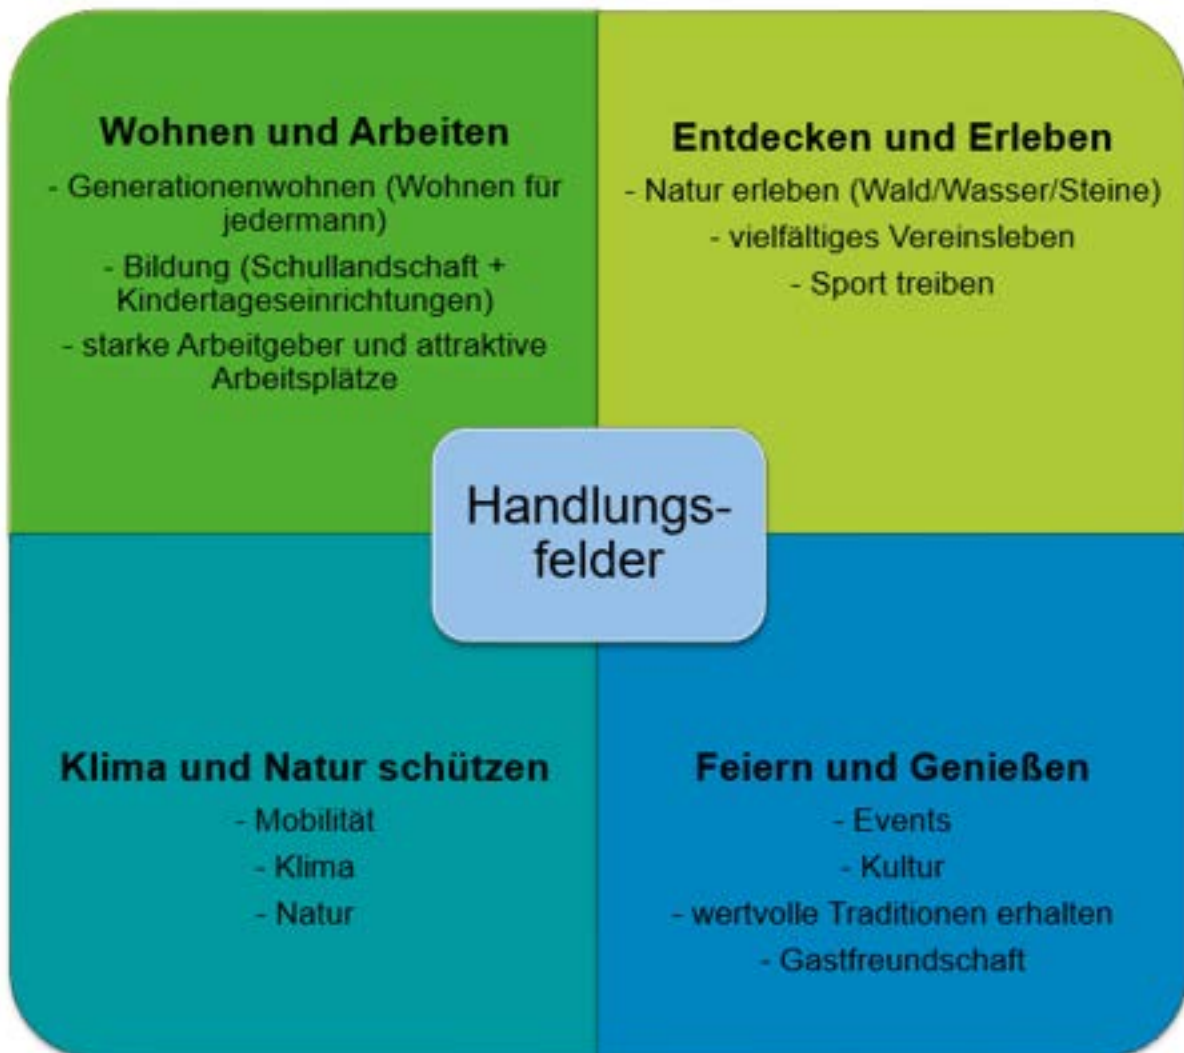 Wohnen und Arbeiten
- Generationenwohnen (Wohnen für
jedermann)
- Bildung (Schullandschaft +
Kindertageseinrichtungen)
- starke Arbeitgeber und attraktive
Arbeitsplätze
Entdecken und Erleben
- Natur erleben (Wald/Wasser/Steine)
- vielfältiges Vereinsleben
- Sport treiben
Handlungs-
felder
Klima und Natur schützen
- Mobilität
- Klima
- Natur
Feiern und Genießen
- Events
- Kultur
- wertvolle Traditionen erhalten
- Gastfreundschaft